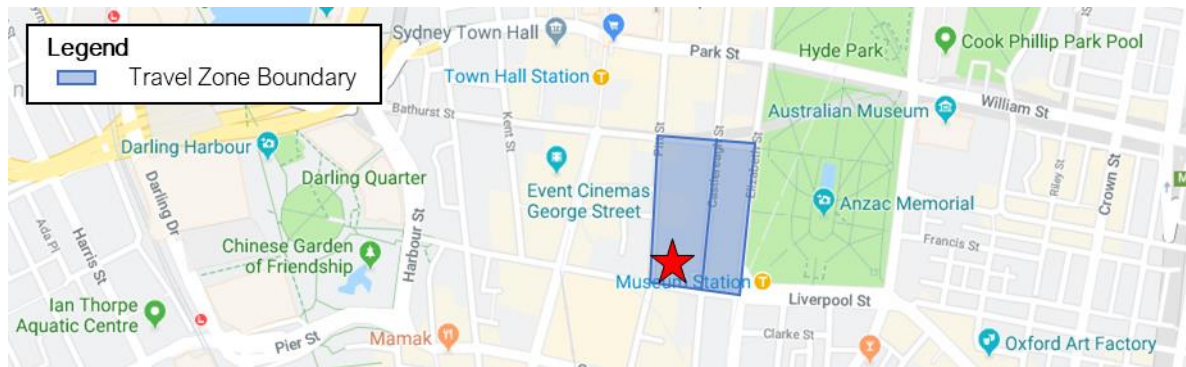 Legend
Travel Zone Boundary
Sydney Town Hall
Park St
Hyde Park
Cook Phillip Park Pool
Town Hall Station
William St
Bathurst St
Kent St
Australian Museum
Darling Harbour
Pitt St
Castlereagh St
Elizabeth St
Crown St
Riley St
Darling Quarter
Event Cinemas
George Street
Anzac Memorial
Darling Dr
Harris St
Ada Pl
Harbour St
Chinese Garden
of Friendship
Francis St
Museum Station
Liverpool St
Ian Thorpe
Aquatic Centre
Pier St
Mamak
Clarke St
Oxford Art Factory